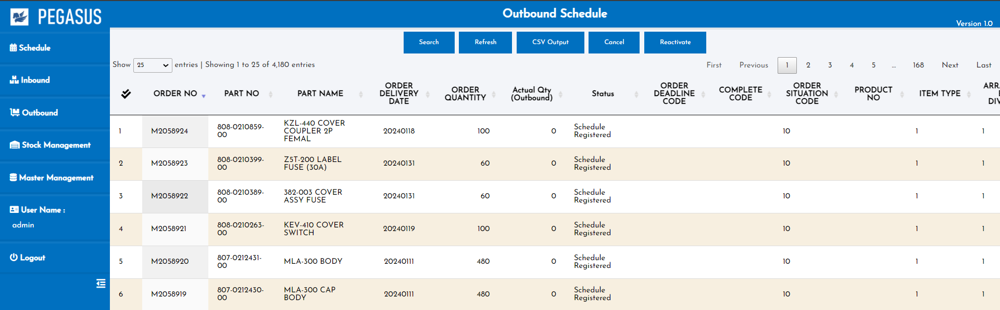 PEGASUS
Outbound Schedule
Version 1.0
Schedule
Inbound
Outbound
Stock Management
Master Management
User Name :
admin
Logout
Search Refresh CSV Output Cancel Reactivate
Show 25 entries | Showing 1 to 25 of 4,180 entries
First Previous 1 2 3 4 5 ... 168 Next Last
ORDER NO
PART NO
PART NAME
ORDER
DELIVERY
DATE
ORDER
QUANTITY
Actual Qty
(Outbound)
Status
ORDER
DEADLINE
CODE
COMPLETE
CODE
ORDER
SITUATION
CODE
PRODUCT
NO
ITEM TYPE
1
M2058924
808-0210859-
00
KZL-440 COVER
COUPLER 2P
FEMAL
20240118
100
0
Schedule
Registered
10
1
1
2
M2058923
808-0210399-
00
Z5T-200 LABEL
FUSE (30A)
20240131
60
0
Schedule
Registered
10
1
1
3
M2058922
808-0210389-
00
382-003 COVER
ASSY FUSE
20240131
60
0
Schedule
Registered
10
1
1
4
M2058921
808-0210263-
00
KEV-410 COVER
SWITCH
20240119
100
0
Schedule
Registered
10
1
1
5
M2058920
807-0212431-
00
MLA-300 BODY
20240111
480
0
Schedule
Registered
10
1
1
6
M2058919
807-0212430-
00
MLA-300 CAP
BODY
20240111
480
0
Schedule
Registered
10
1
1